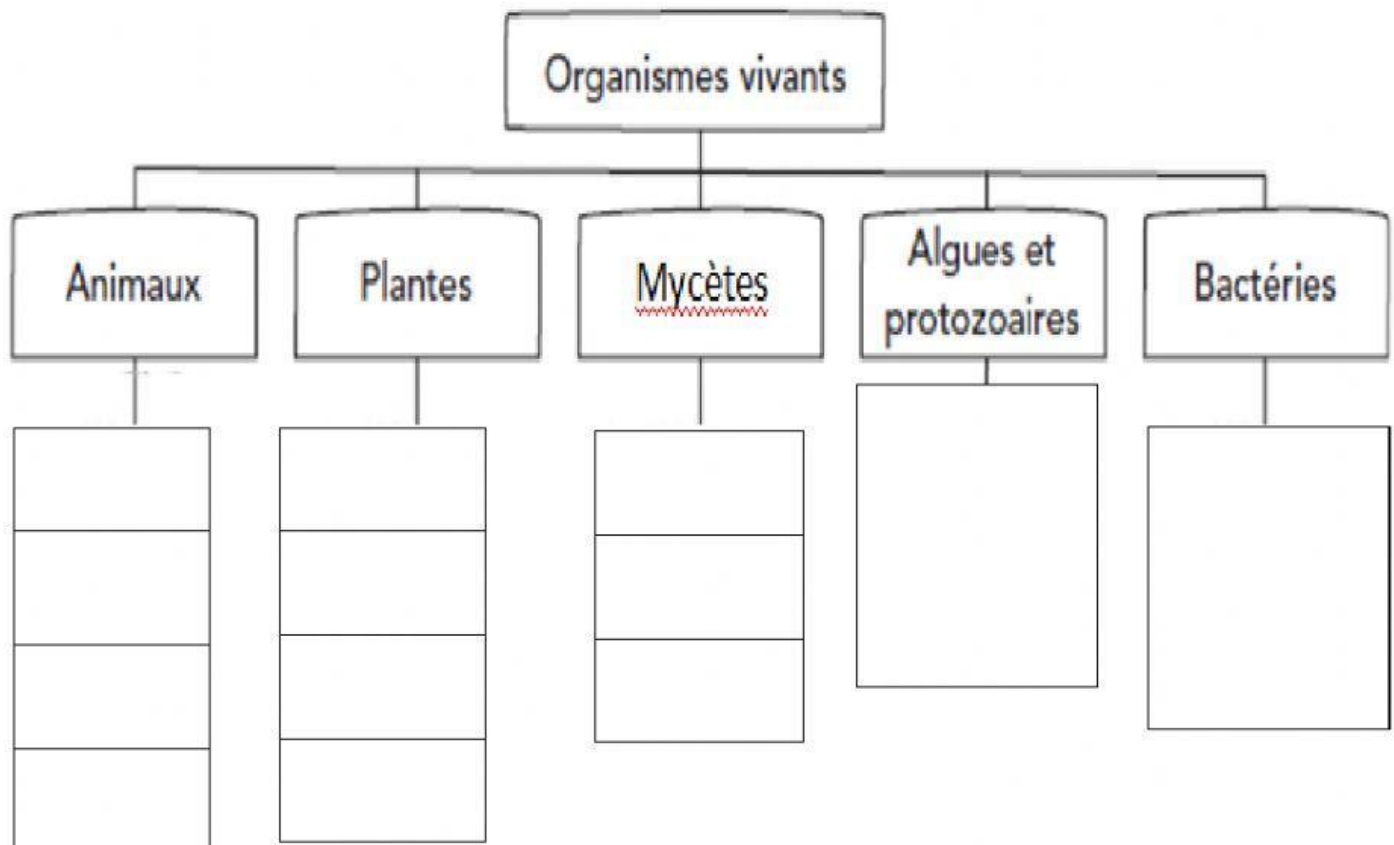 Organismes vivants
Animaux
Plantes
Mycètes
Algues et
protozoaires
Bactéries